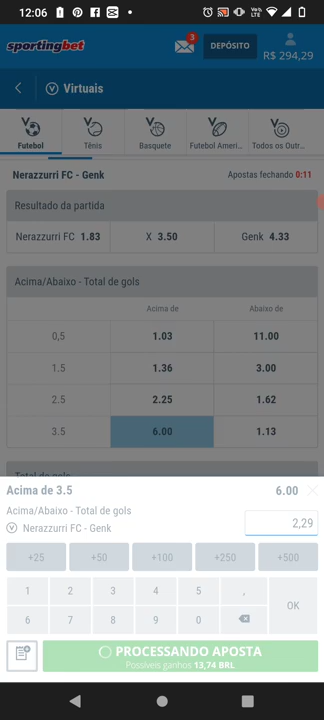 12:06
VoLTE
sportingbet
3
DEPÓSITO
R$ 294,29
Virtuais
Futebol
Tênis
Basquete
Futebol Ameri...
Todos os Outr...
Nerazzurri FC - Genk
Apostas fechando 0:11
Resultado da partida
Nerazzurri FC 1.83
X 3.50
Genk 4.33
Acima/Abaixo - Total de gols
Acima de
Abaixo de
0,5 1.03 11.00
1.5 1.36 3.00
2.5 2.25 1.62
3.5 6.00 1.13
Total de gols
Acima de 3.5
6.00
Acima/Abaixo - Total de gols
Nerazzurri FC - Genk
2,29
+25 +50 +100 +250 +500
1 2 3 4 5 ,
OK
6 7 8 9 0
PROCESSANDO APOSTA
Possíveis ganhos 13,74 BRL